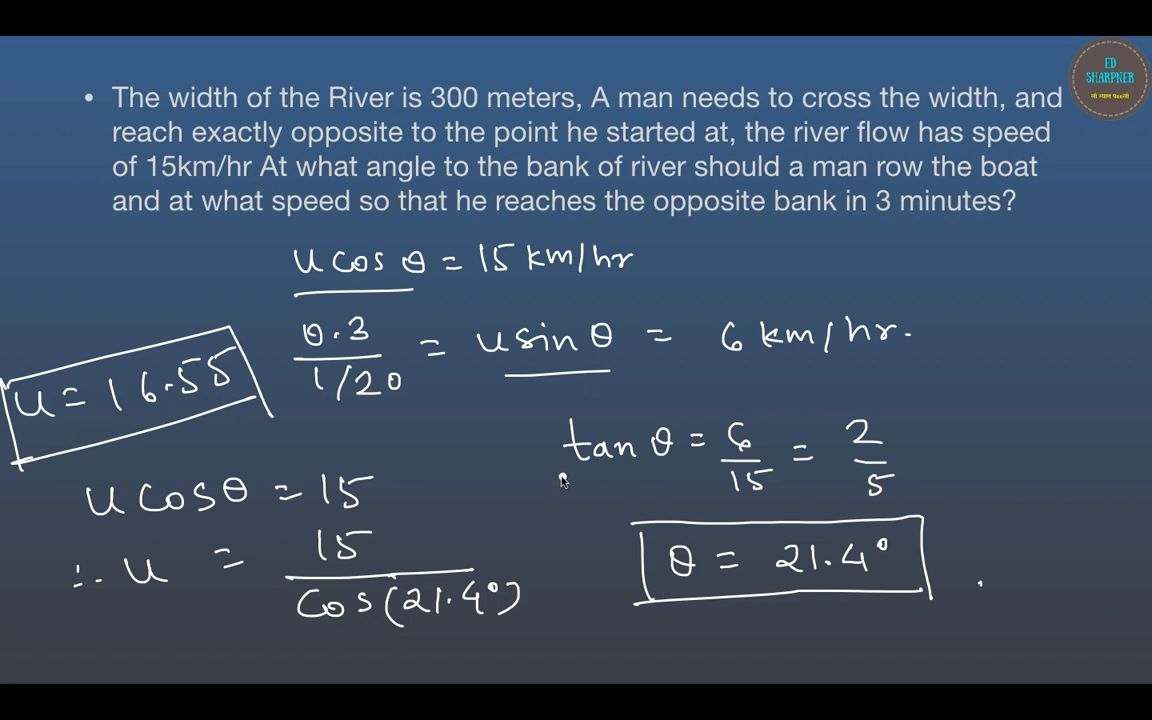 ED
SHARPNER
• The width of the River is 300 meters, A man needs to cross the width, and
reach exactly opposite to the point he started at, the river flow has speed
of 15km/hr At what angle to the bank of river should a man row the boat
and at what speed so that he reaches the opposite bank in 3 minutes?
u cos θ = 15 km/hr
0.3 / 1/20 = u sin θ = 6 km/hr.
u = 16.55
tan θ = 6/15 = 2/5
u cos θ = 15
∴ u = 15 / cos(21.4°)
θ = 21.4°